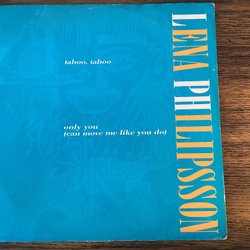 taboo, taboo
only you
(can move me like you do)
LENA PHILIPSSON